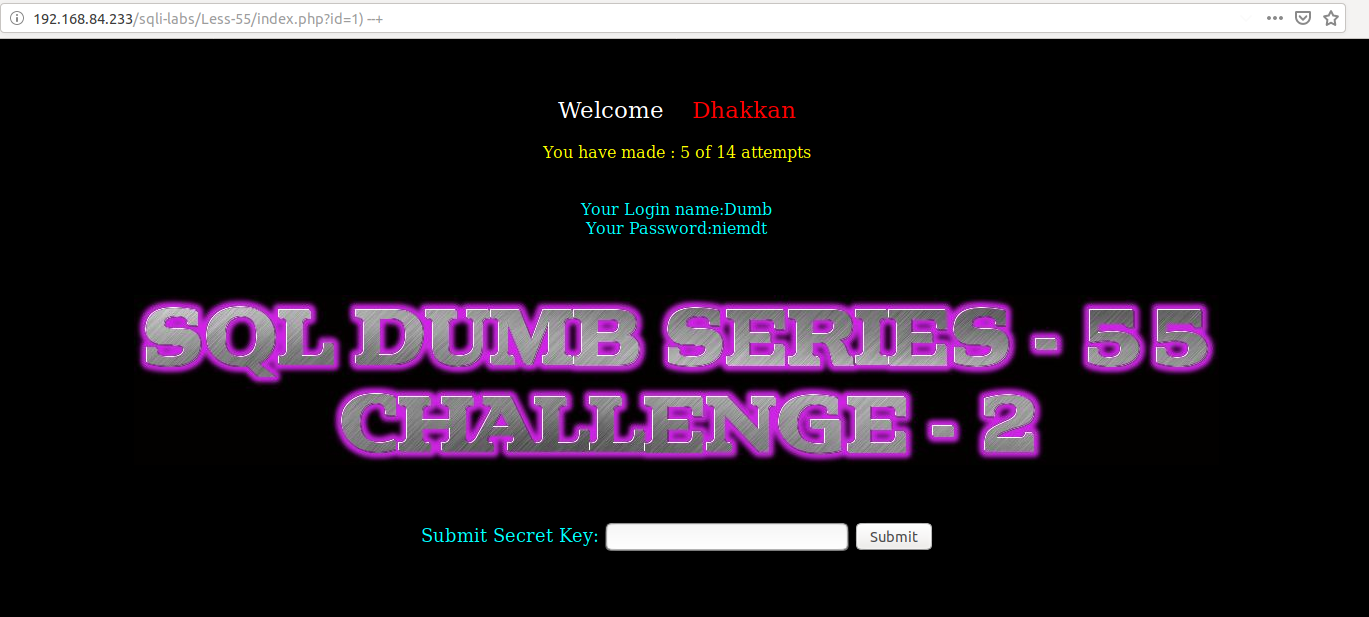 192.168.84.233/sqli-labs/Less-55/index.php?id=1) --+
Welcome Dhakkan
You have made : 5 of 14 attempts
Your Login name:Dumb
Your Password:niemdt
SQL DUMB SERIES - 55
CHALLENGE - 2
Submit Secret Key: Submit